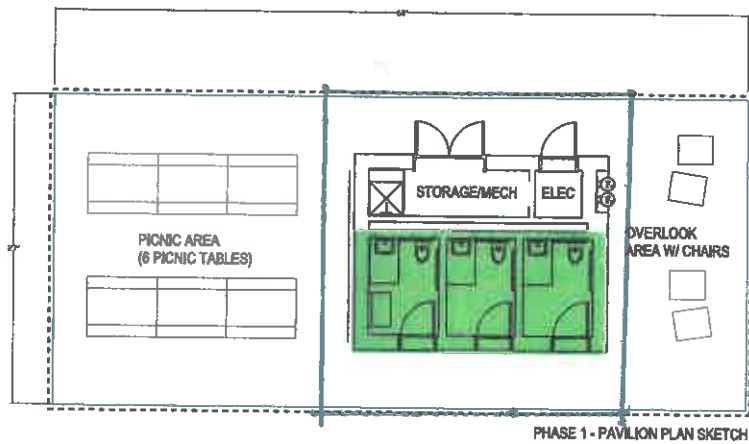 STORAGE/MECH
ELEC
PICNIC AREA
(6 PICNIC TABLES)
OVERLOOK
AREA W/ CHAIRS
PHASE 1 - PAVILION PLAN SKETCH